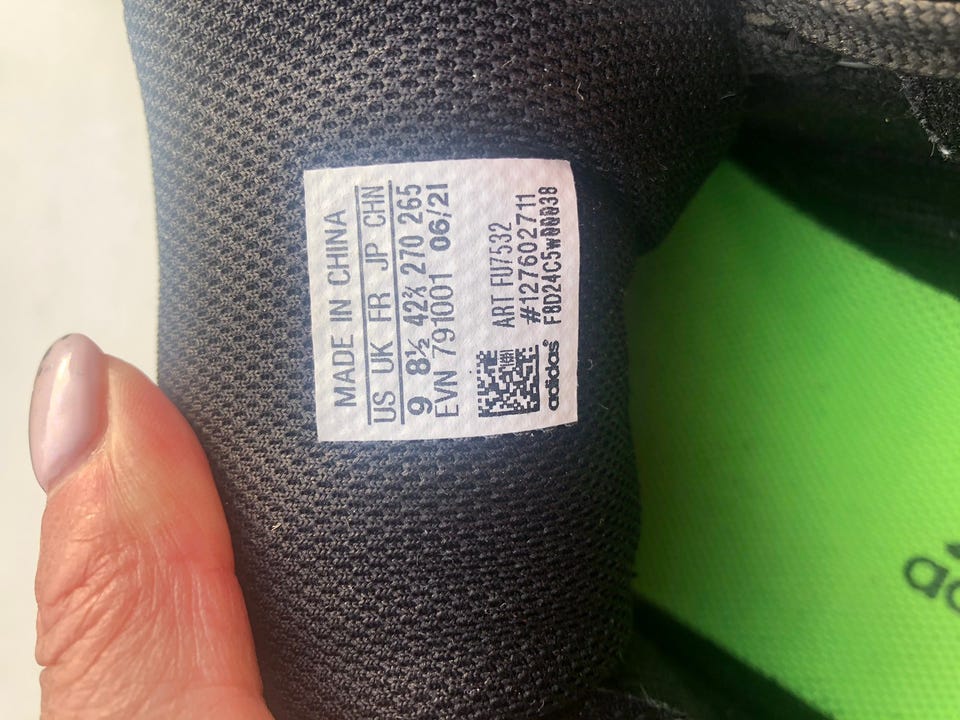 MADE IN CHINA
US UK FR JP CHN
9 8½ 42⅔ 270 265
EVN 791001 06/21
ART FU7532
#127602711
F8D24C5W00038
adidas®